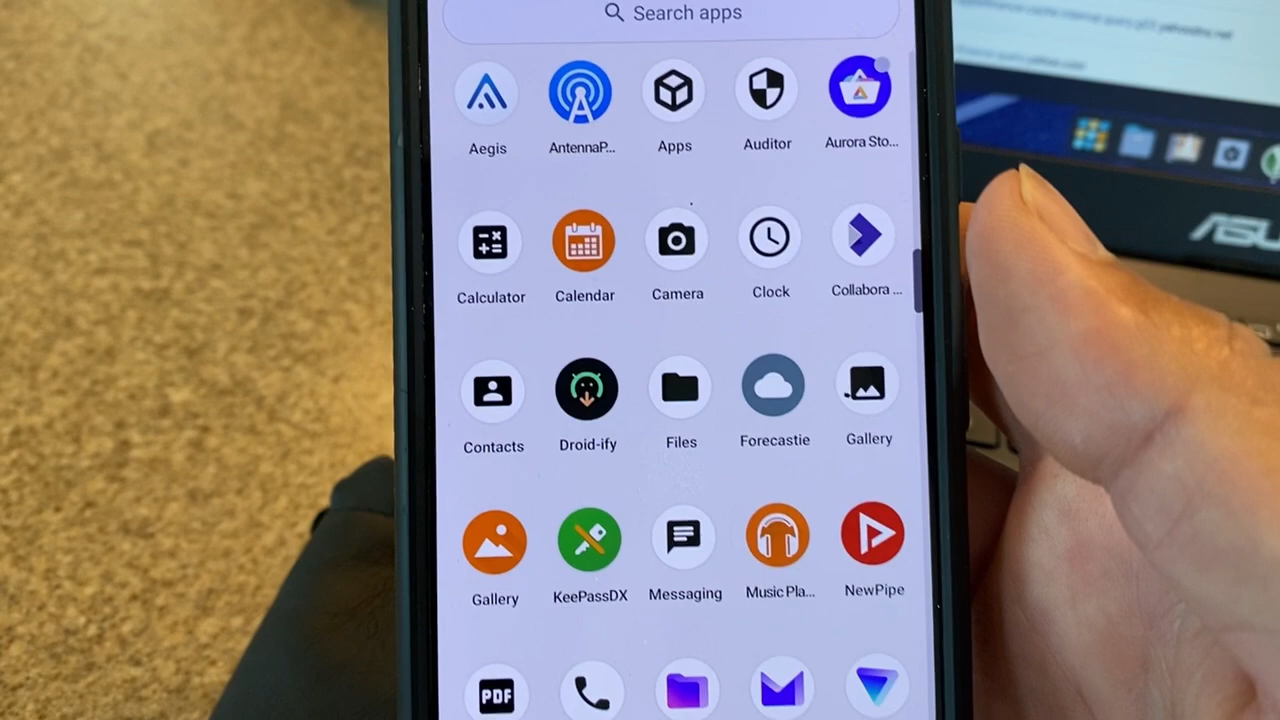 Search apps
Aegis
AntennaP...
Apps
Auditor
Aurora Sto...
Calculator
Calendar
Camera
Clock
Collabora ...
Contacts
Droid-ify
Files
Forecastie
Gallery
Gallery
KeePassDX
Messaging
Music Pla...
NewPipe
PDF
ASU